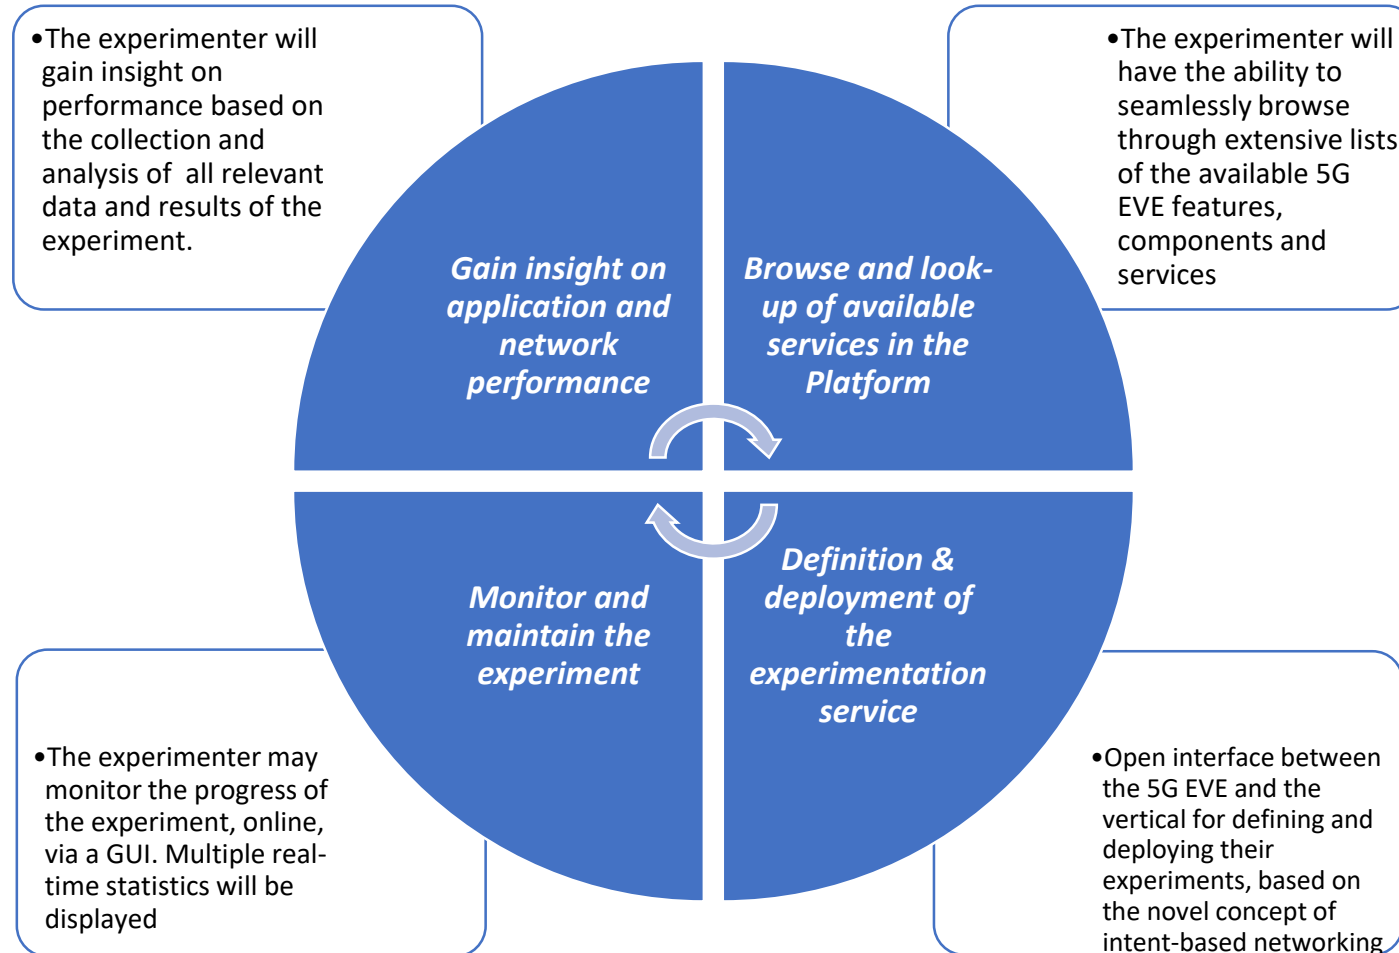 •The experimenter will
gain insight on
performance based on
the collection and
analysis of  all relevant
data and results of the
experiment.
•The experimenter will
have the ability to
seamlessly browse
through extensive lists
of the available 5G
EVE features,
components and
services
Gain insight on
application and
network
performance
Browse and look-
up of available
services in the
Platform
Monitor and
maintain the
experiment
Definition &
deployment of
the
experimentation
service
•The experimenter may
monitor the progress of
the experiment, online,
via a GUI. Multiple real-
time statistics will be
displayed
•Open interface between
the 5G EVE and the
vertical for defining and
deploying their
experiments, based on
the novel concept of
intent-based networking